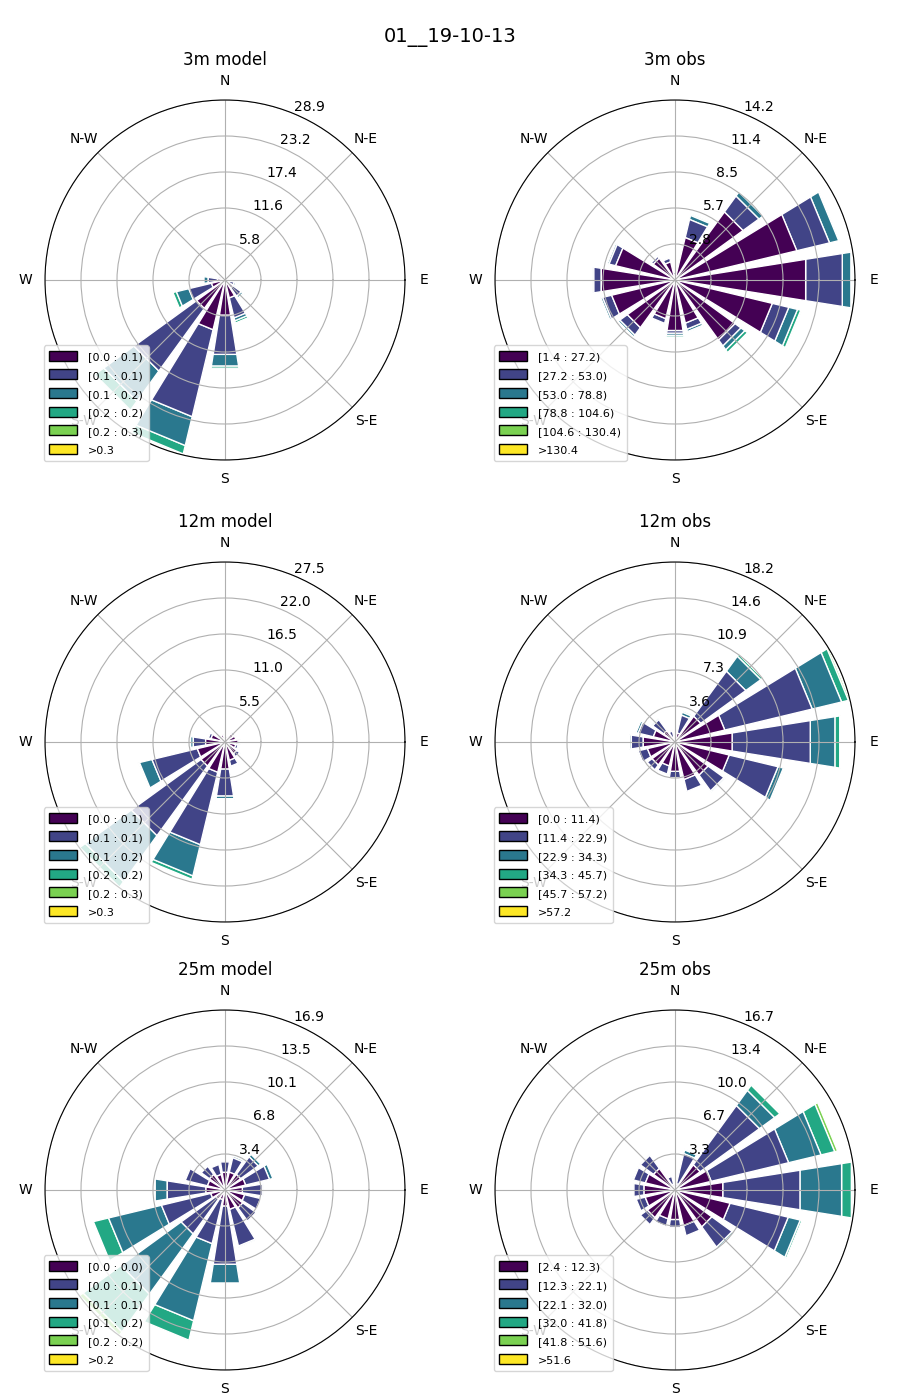 01__19-10-13
3m model
3m obs
N
N
28.9
14.2
N-W
N-E
N-W
N-E
23.2
11.4
17.4
8.5
11.6
5.7
5.8
2.8
W
E
W
E
[0.0 : 0.1)
[1.4 : 27.2)
[0.1 : 0.1)
[27.2 : 53.0)
[0.1 : 0.2)
[53.0 : 78.8)
[0.2 : 0.2)
[78.8 : 104.6)
S-W
S-E
S-W
S-E
[0.2 : 0.3)
[104.6 : 130.4)
>0.3
>130.4
S
S
12m model
12m obs
N
N
27.5
18.2
N-W
N-E
N-W
N-E
22.0
14.6
16.5
10.9
11.0
7.3
5.5
3.6
W
E
W
E
[0.0 : 0.1)
[0.0 : 11.4)
[0.1 : 0.1)
[11.4 : 22.9)
[0.1 : 0.2)
[22.9 : 34.3)
[0.2 : 0.2)
[34.3 : 45.7)
S-W
S-E
S-W
S-E
[0.2 : 0.3)
[45.7 : 57.2)
>0.3
>57.2
S
S
25m model
25m obs
N
N
16.9
16.7
N-W
N-E
N-W
N-E
13.5
13.4
10.1
10.0
6.8
6.7
3.4
3.3
W
E
W
E
[0.0 : 0.0)
[2.4 : 12.3)
[0.0 : 0.1)
[12.3 : 22.1)
[0.1 : 0.1)
[22.1 : 32.0)
[0.1 : 0.2)
[32.0 : 41.8)
S-W
S-E
S-W
S-E
[0.2 : 0.2)
[41.8 : 51.6)
>0.2
>51.6
S
S